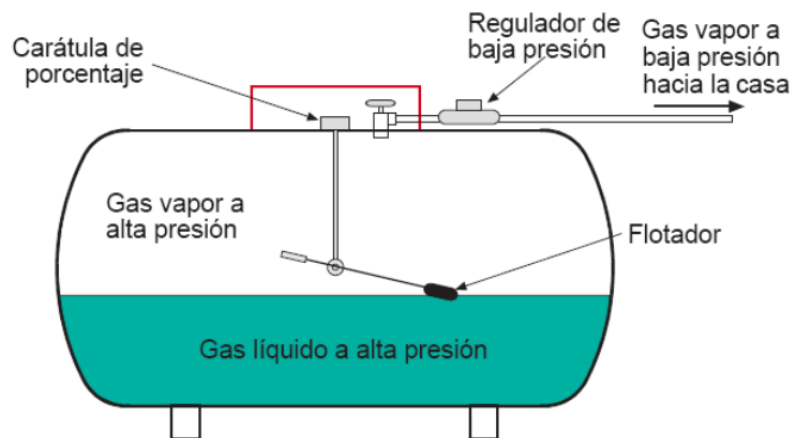 Carátula de
porcentaje
Regulador de
baja presión
Gas vapor a
baja presión
hacia la casa
Gas vapor a
alta presión
Flotador
Gas líquido a alta presión